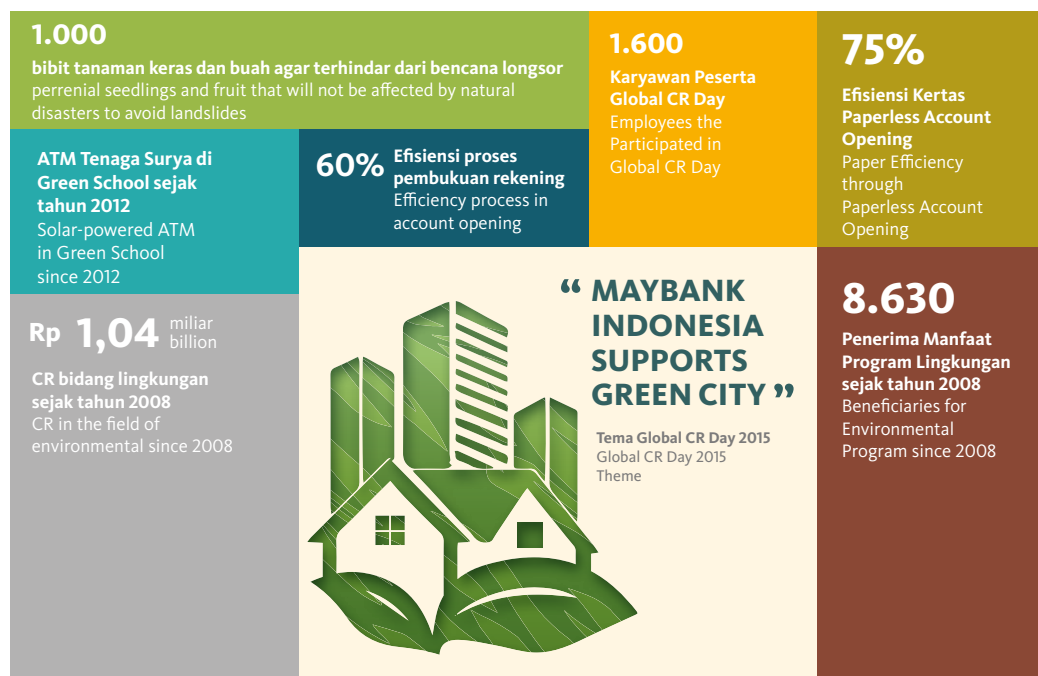 1.000
bibit tanaman keras dan buah agar terhindar dari bencana longsor
perrenial seedlings and fruit that will not be affected by natural
disasters to avoid landslides
1.600
Karyawan Peserta
Global CR Day
Employees the
Participated in
Global CR Day
75%
Efisiensi Kertas
Paperless Account
Opening
Paper Efficiency
through
Paperless Account
Opening
ATM Tenaga Surya di
Green School sejak
tahun 2012
Solar-powered ATM
in Green School
since 2012
60%
Efisiensi proses
pembukuan rekening
Efficiency process in
account opening
Rp 1,04 miliar
billion
CR bidang lingkungan
sejak tahun 2008
CR in the field of
environmental since 2008
“ MAYBANK
INDONESIA
SUPPORTS
GREEN CITY ”
Tema Global CR Day 2015
Global CR Day 2015
Theme
8.630
Penerima Manfaat
Program Lingkungan
sejak tahun 2008
Beneficiaries for
Environmental
Program since 2008